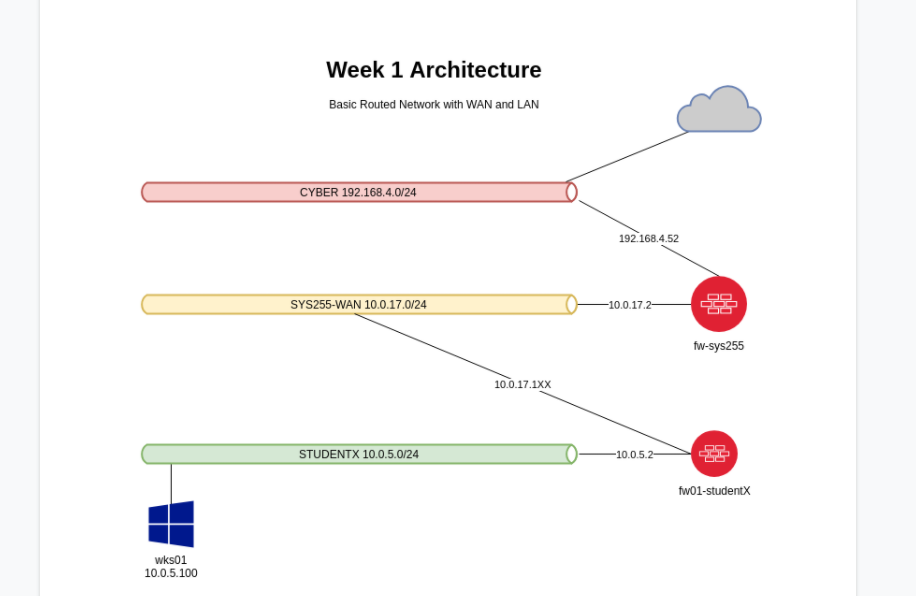 Week 1 Architecture
Basic Routed Network with WAN and LAN
CYBER 192.168.4.0/24
192.168.4.52
SYS255-WAN 10.0.17.0/24
10.0.17.2
fw-sys255
10.0.17.1XX
STUDENTX 10.0.5.0/24
10.0.5.2
fw01-studentX
wks01
10.0.5.100